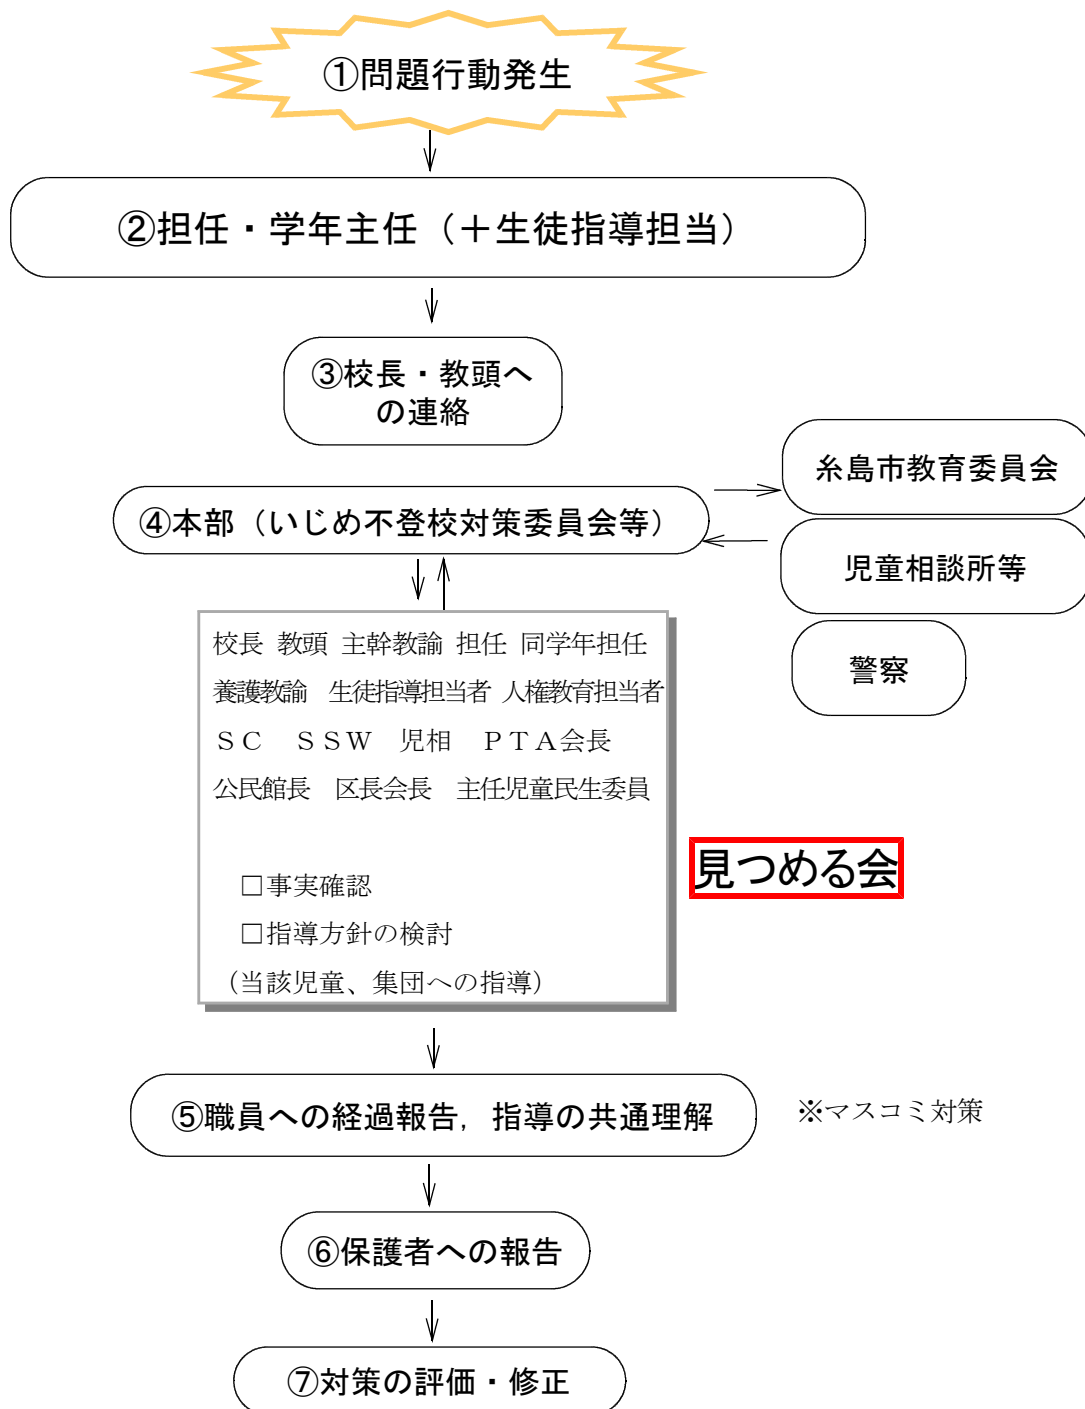 ①問題行動発生
②担任・学年主任（＋生徒指導担当）
③校長・教頭へ
の連絡
糸島市教育委員会
④本部（いじめ不登校対策委員会等）
児童相談所等
警察
校長 教頭 主幹教諭 担任 同学年担任
養護教諭 生徒指導担当者 人権教育担当者
ＳＣ ＳＳＷ 児相 ＰＴＡ会長
公民館長 区長会長 主任児童民生委員
見つめる会
□事実確認
□指導方針の検討
（当該児童、集団への指導）
⑤職員への経過報告，指導の共通理解
※マスコミ対策
⑥保護者への報告
⑦対策の評価・修正